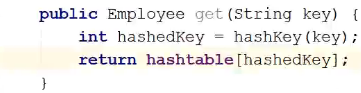 public Employee get(String key) {
    int hashedKey = hashKey(key);
    return hashtable[hashedKey];
}